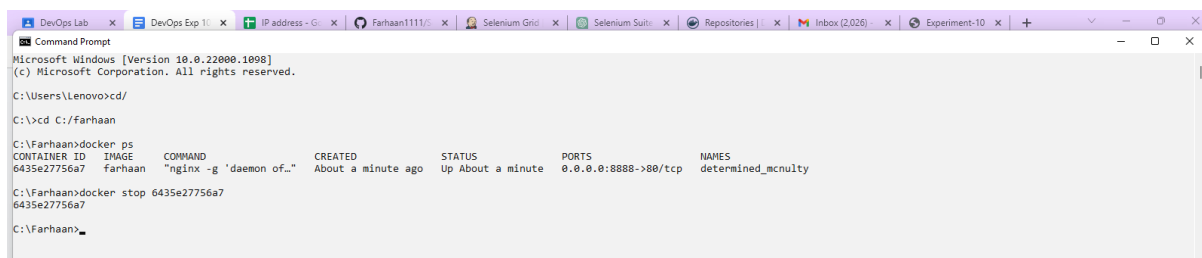 DevOps Lab
DevOps Exp 10
IP address - Go
Farhaan1111/S
Selenium Grid
Selenium Suite
Repositories |
Inbox (2,026) -
Experiment-10
Command Prompt
Microsoft Windows [Version 10.0.22000.1098]
(c) Microsoft Corporation. All rights reserved.
C:\Users\Lenovo>cd/
C:\>cd C:/farhaan
C:\Farhaan>docker ps
CONTAINER ID IMAGE COMMAND CREATED STATUS PORTS NAMES
6435e27756a7 farhaan "nginx -g 'daemon of…" About a minute ago Up About a minute 0.0.0.0:8888->80/tcp determined_mcnulty
C:\Farhaan>docker stop 6435e27756a7
6435e27756a7
C:\Farhaan>